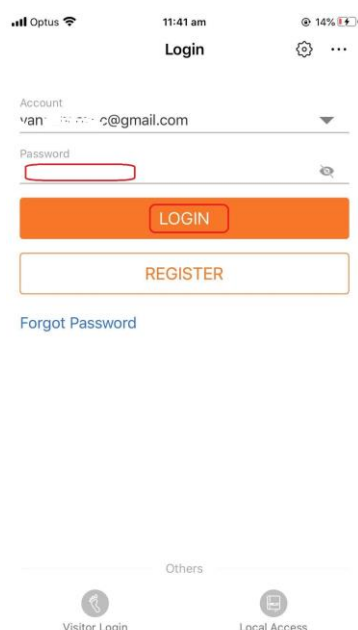 Optus 11:41 am 14%
Login
Account
van c@gmail.com
Password
LOGIN
REGISTER
Forgot Password
Others
Visitor Login Local Access